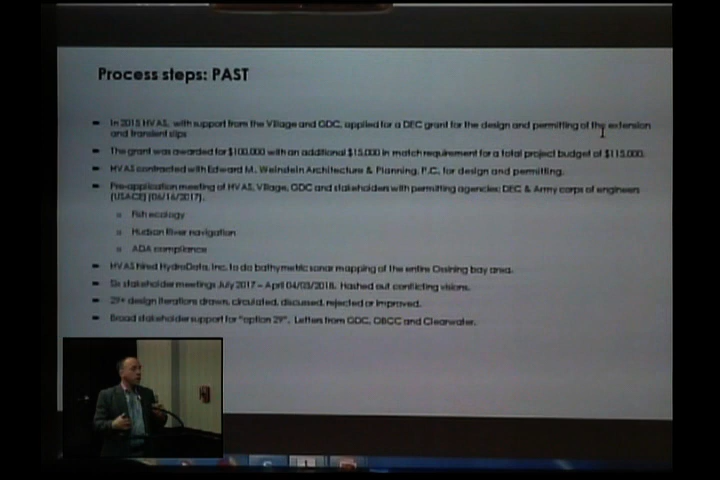 Process steps: PAST
In 2015 HVAS, with support from the Village and GDC, applied for a DEC grant for the design and permitting of the extension
and transient slips
The grant was awarded for $100,000 with an additional $15,000 in match requirement for a total project budget of $115,000.
HVAS contracted with Edward M. Weinstein Architecture & Planning, P.C. for design and permitting.
Pre-application meeting of HVAS, Village, GDC and stakeholders with permitting agencies: DEC & Army corps of engineers
(USACE) (06/16/2017).
Fish ecology
Hudson River navigation
ADA compliance
HVAS hired HydroData, Inc. to do bathymetric sonar mapping of the entire Ossining bay area.
Six stakeholder meetings July 2017 – April 04/03/2018. Hashed out conflicting visions.
29+ design iterations drawn, circulated, discussed, rejected or improved.
Broad stakeholder support for "option 29". Letters from GDC, OBCC and Clearwater.